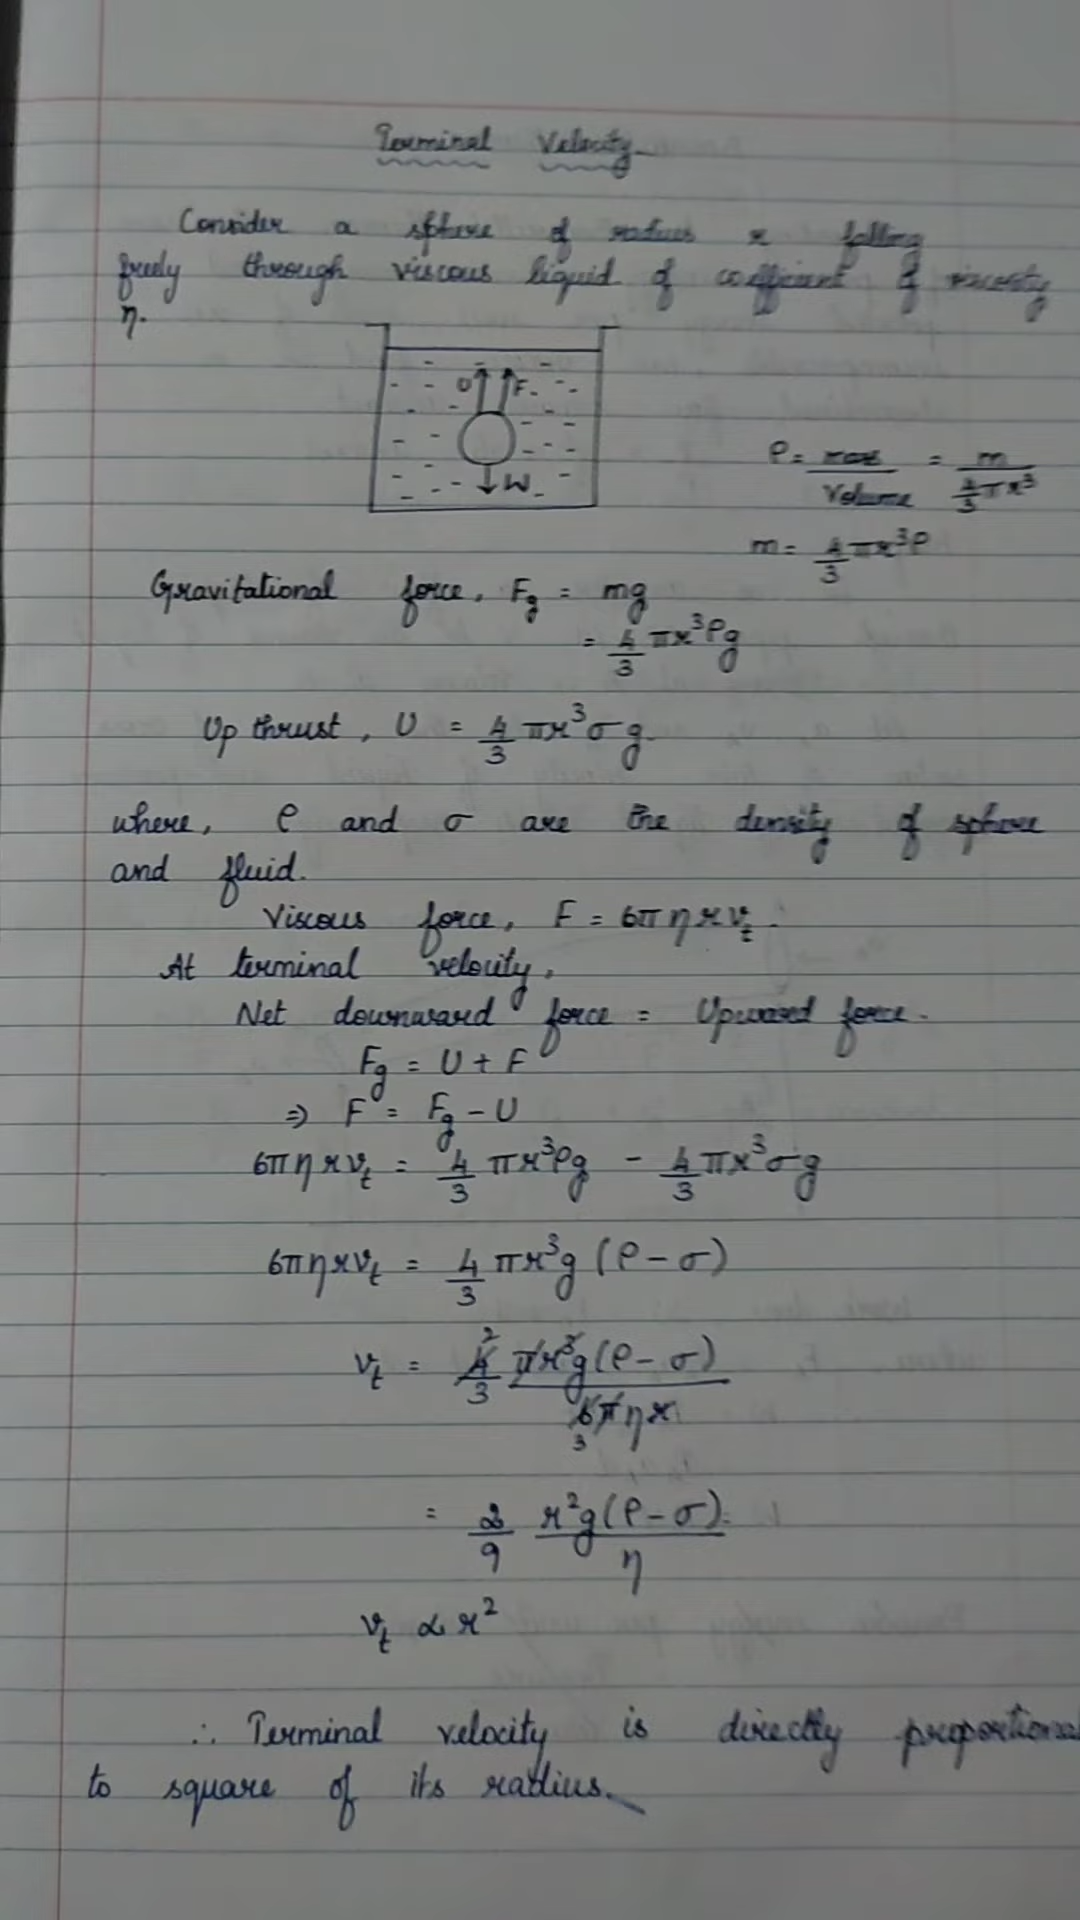 Terminal Velocity
Consider a sphere of radius r falling
freely through viscous liquid of coefficient of viscosity
η.
U F
W
ρ = mass/Volume = m/(4/3 πr³)
m = 4/3 πr³ρ
Gravitational force, Fg = mg
= 4/3 πr³ρg
Up thrust, U = 4/3 πr³σg
where, ρ and σ are the density of sphere
and fluid.
Viscous force, F = 6πηrvt.
At terminal velocity,
Net downward force = Upward force.
Fg = U + F
⇒ F = Fg - U
6πηrvt = 4/3 πr³ρg - 4/3 πr³σg
6πηrvt = 4/3 πr³g (ρ - σ)
vt = 4/3 πr³g(ρ - σ)/6πηr
2 2
3
= 2/9 r²g(ρ - σ)/η
vt ∝ r²
∴ Terminal velocity is directly proportional
to square of its radius.